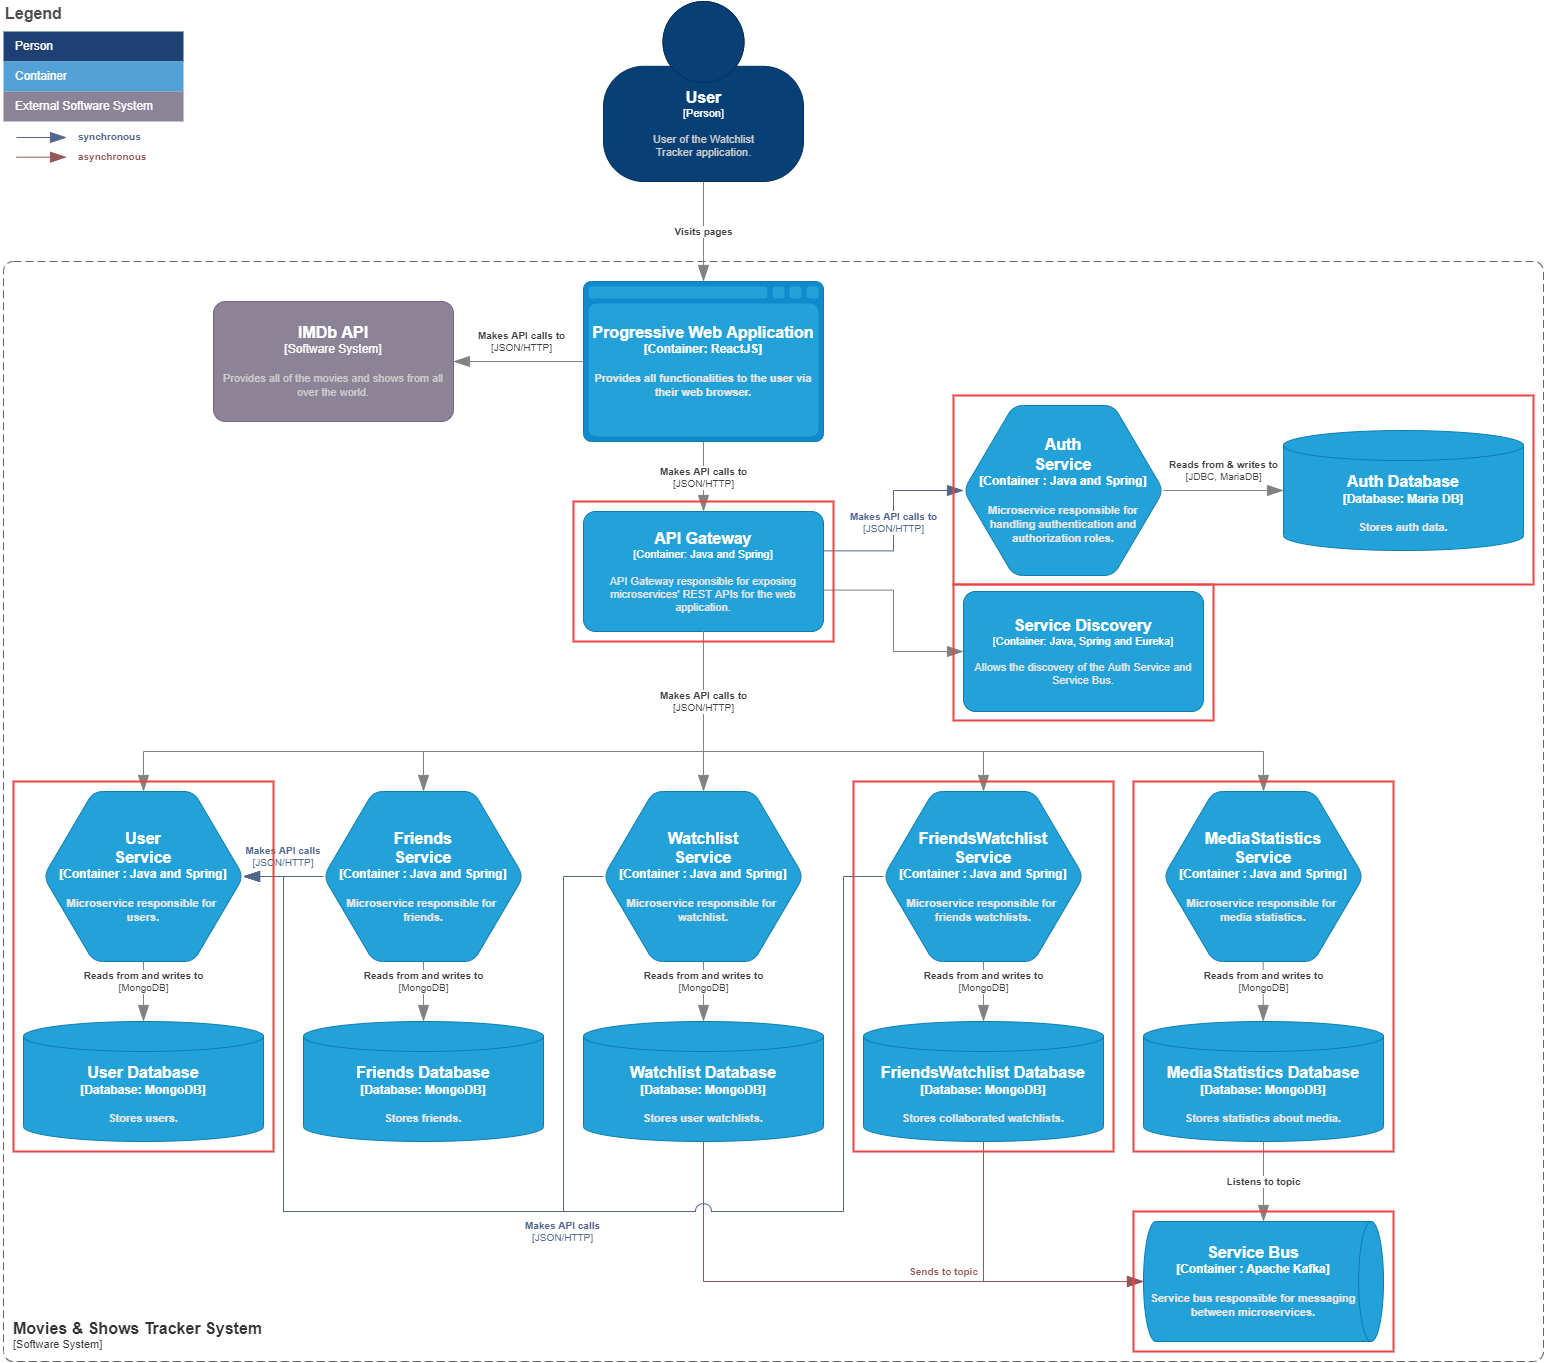 Legend
Person
Container
External Software System
synchronous
asynchronous
User
[Person]
User of the Watchlist
Tracker application.
Visits pages
IMDb API
[Software System]
Provides all of the movies and shows from all
over the world.
Makes API calls to
[JSON/HTTP]
Progressive Web Application
[Container: ReactJS]
Provides all functionalities to the user via
their web browser.
Makes API calls to
[JSON/HTTP]
API Gateway
[Container: Java and Spring]
API Gateway responsible for exposing
microservices' REST APIs for the web
application.
Makes API calls to
[JSON/HTTP]
Auth
Service
[Container : Java and Spring]
Microservice responsible for
handling authentication and
authorization roles.
Reads from & writes to
[JDBC, MariaDB]
Auth Database
[Database: Maria DB]
Stores auth data.
Service Discovery
[Container: Java, Spring and Eureka]
Allows the discovery of the Auth Service and
Service Bus.
Makes API calls to
[JSON/HTTP]
User
Service
[Container : Java and Spring]
Microservice responsible for
users.
Makes API calls
[JSON/HTTP]
Friends
Service
[Container : Java and Spring]
Microservice responsible for
friends.
Watchlist
Service
[Container : Java and Spring]
Microservice responsible for
watchlist.
FriendsWatchlist
Service
[Container : Java and Spring]
Microservice responsible for
friends watchlists.
MediaStatistics
Service
[Container : Java and Spring]
Microservice responsible for
media statistics.
Reads from and writes to
[MongoDB]
Reads from and writes to
[MongoDB]
Reads from and writes to
[MongoDB]
Reads from and writes to
[MongoDB]
Reads from and writes to
[MongoDB]
User Database
[Database: MongoDB]
Stores users.
Friends Database
[Database: MongoDB]
Stores friends.
Watchlist Database
[Database: MongoDB]
Stores user watchlists.
FriendsWatchlist Database
[Database: MongoDB]
Stores collaborated watchlists.
MediaStatistics Database
[Database: MongoDB]
Stores statistics about media.
Listens to topic
Makes API calls
[JSON/HTTP]
Sends to topic
Service Bus
[Container : Apache Kafka]
Service bus responsible for messaging
between microservices.
Movies & Shows Tracker System
[Software System]